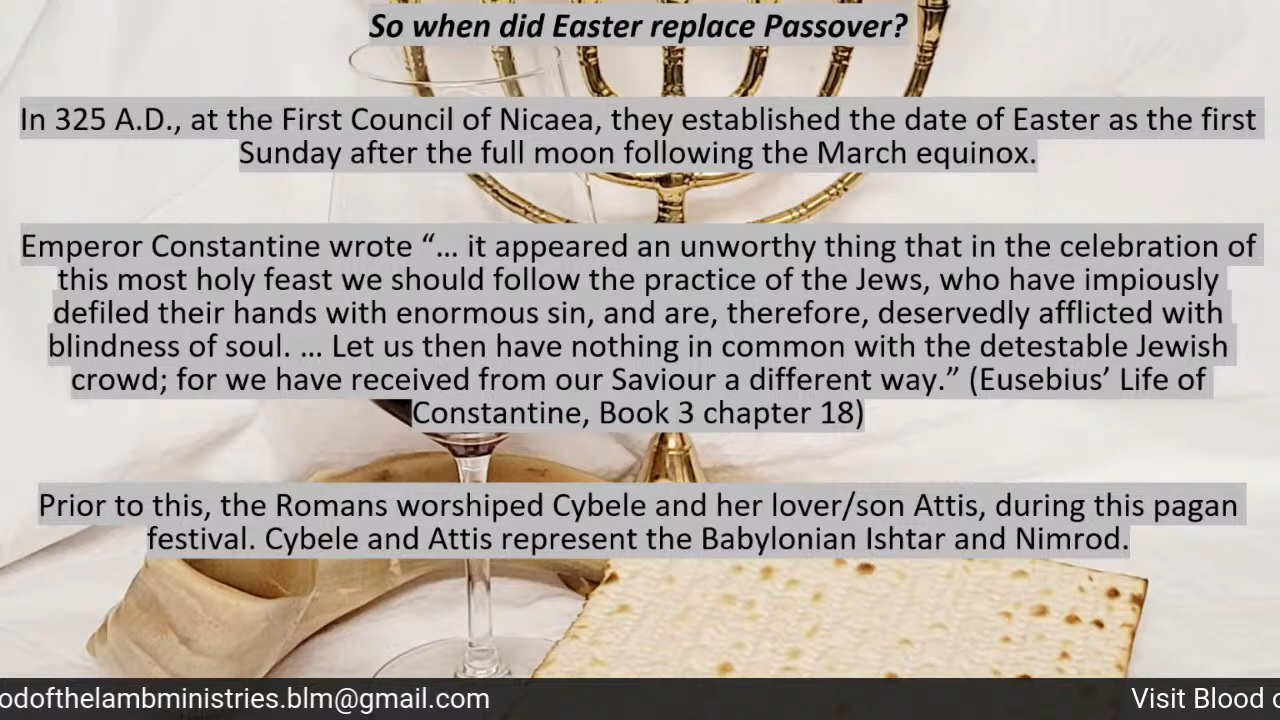 So when did Easter replace Passover?
In 325 A.D., at the First Council of Nicaea, they established the date of Easter as the first
Sunday after the full moon following the March equinox.
Emperor Constantine wrote “… it appeared an unworthy thing that in the celebration of
this most holy feast we should follow the practice of the Jews, who have impiously
defiled their hands with enormous sin, and are, therefore, deservedly afflicted with
blindness of soul. … Let us then have nothing in common with the detestable Jewish
crowd; for we have received from our Saviour a different way.” (Eusebius’ Life of
Constantine, Book 3 chapter 18)
Prior to this, the Romans worshiped Cybele and her lover/son Attis, during this pagan
festival. Cybele and Attis represent the Babylonian Ishtar and Nimrod.
odofthelambministries.blm@gmail.com Visit Blood